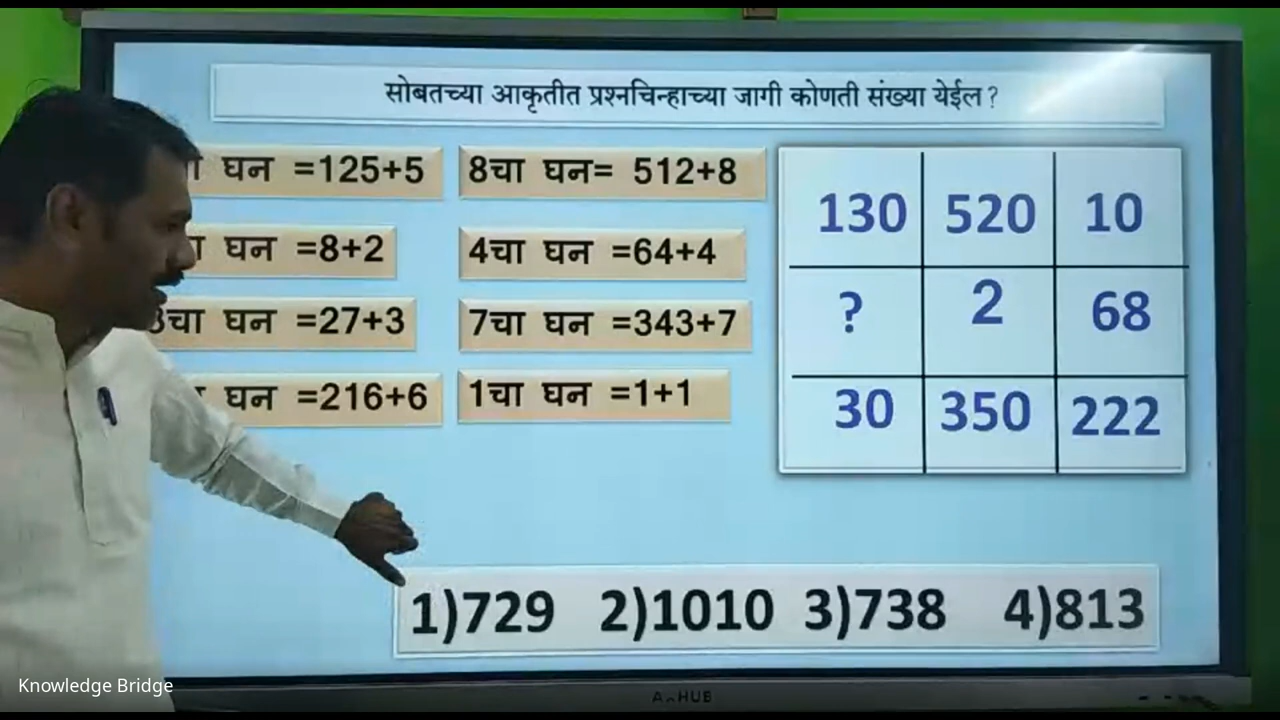 सोबतच्या आकृतीत प्रश्नचिन्हाच्या जागी कोणती संख्या येईल ?
घन =125+5
8चा घन= 512+8
घन =8+2
4चा घन =64+4
3चा घन =27+3
7चा घन =343+7
घन =216+6
1चा घन =1+1
130 520 10
? 2 68
30 350 222
1)729 2)1010 3)738 4)813
Knowledge Bridge